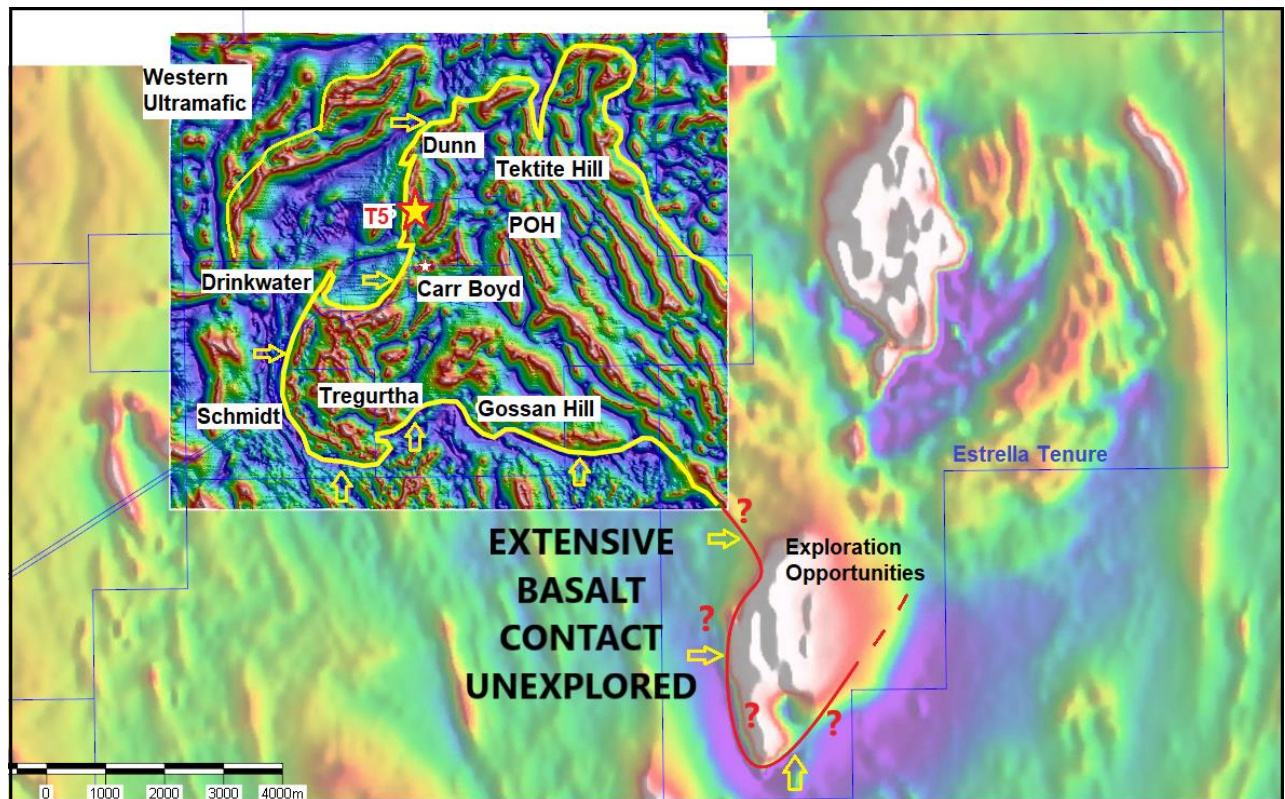 Western
Ultramafic
Dunn
Tektite Hill
T5
POH
Drinkwater
Carr Boyd
Tregurtha
Schmidt
Gossan Hill
Estrella Tenure
?
EXTENSIVE
BASALT
CONTACT
UNEXPLORED
Exploration
Opportunities
?
?
?
0 1000 2000 3000 4000m